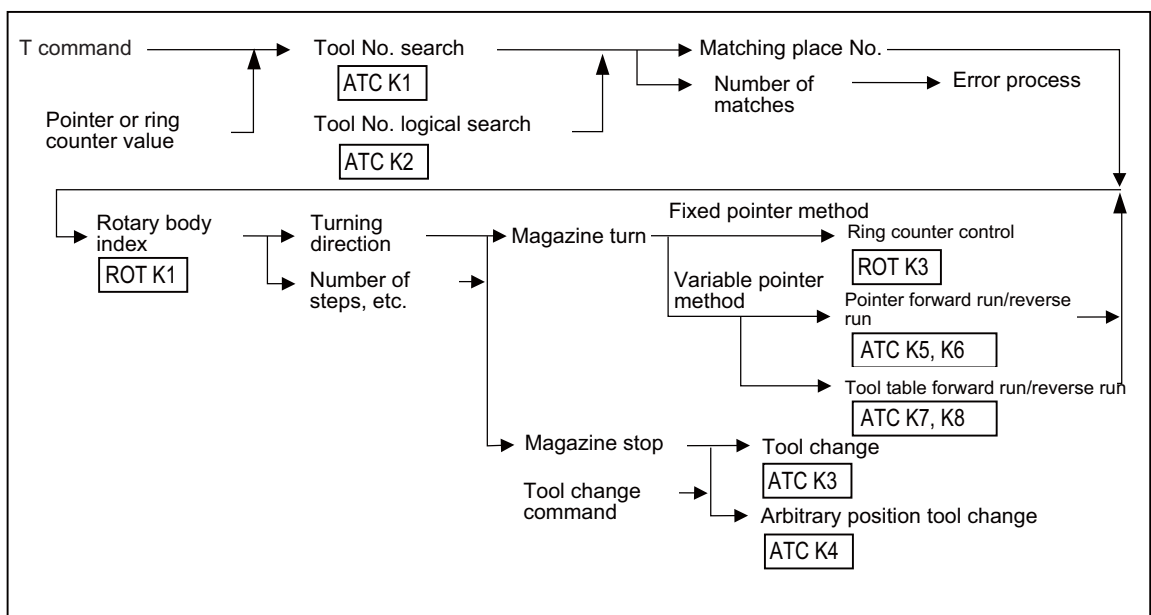 T command
Tool No. search
Matching place No.
ATC K1
Number of
matches
Error process
Pointer or ring
counter value
Tool No. logical search
ATC K2
Rotary body
index
ROT K1
Turning
direction
Number of
steps, etc.
Magazine turn
Fixed pointer method
Ring counter control
ROT K3
Variable pointer
method
Pointer forward run/reverse
run
ATC K5, K6
Tool table forward run/reverse run
ATC K7, K8
Magazine stop
Tool change
ATC K3
Tool change
command
Arbitrary position tool change
ATC K4